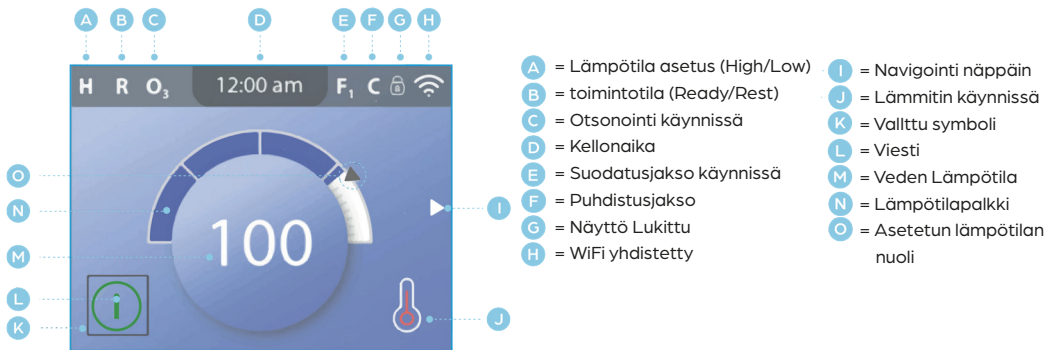 A B C D E F G H
H R O₃ 12:00 am F₁ C
O
N
M
L
K
I
J
100
i
A = Lämpötila asetus (High/Low)
B = toimintotila (Ready/Rest)
C = Otsonointi käynnissä
D = Kellonaika
E = Suodatusjakso käynnissä
F = Puhdistusjakso
G = Näyttö Lukittu
H = WiFi yhdistetty
I = Navigointi näppäin
J = Lämmitin käynnissä
K = Vallttu symboli
L = Viesti
M = Veden Lämpötila
N = Lämpötilapalkki
O = Asetetun lämpötilan
nuoli